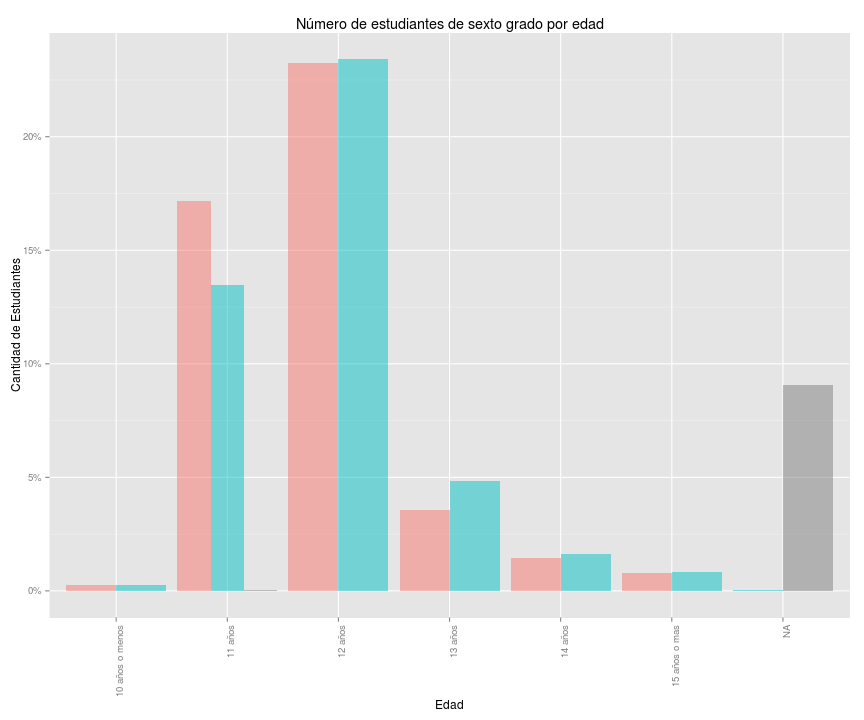 Número de estudiantes de sexto grado por edad
Cantidad de Estudiantes
20%
15%
10%
5%
0%
10 años o menos
11 años
12 años
13 años
14 años
15 años o mas
NA
Edad